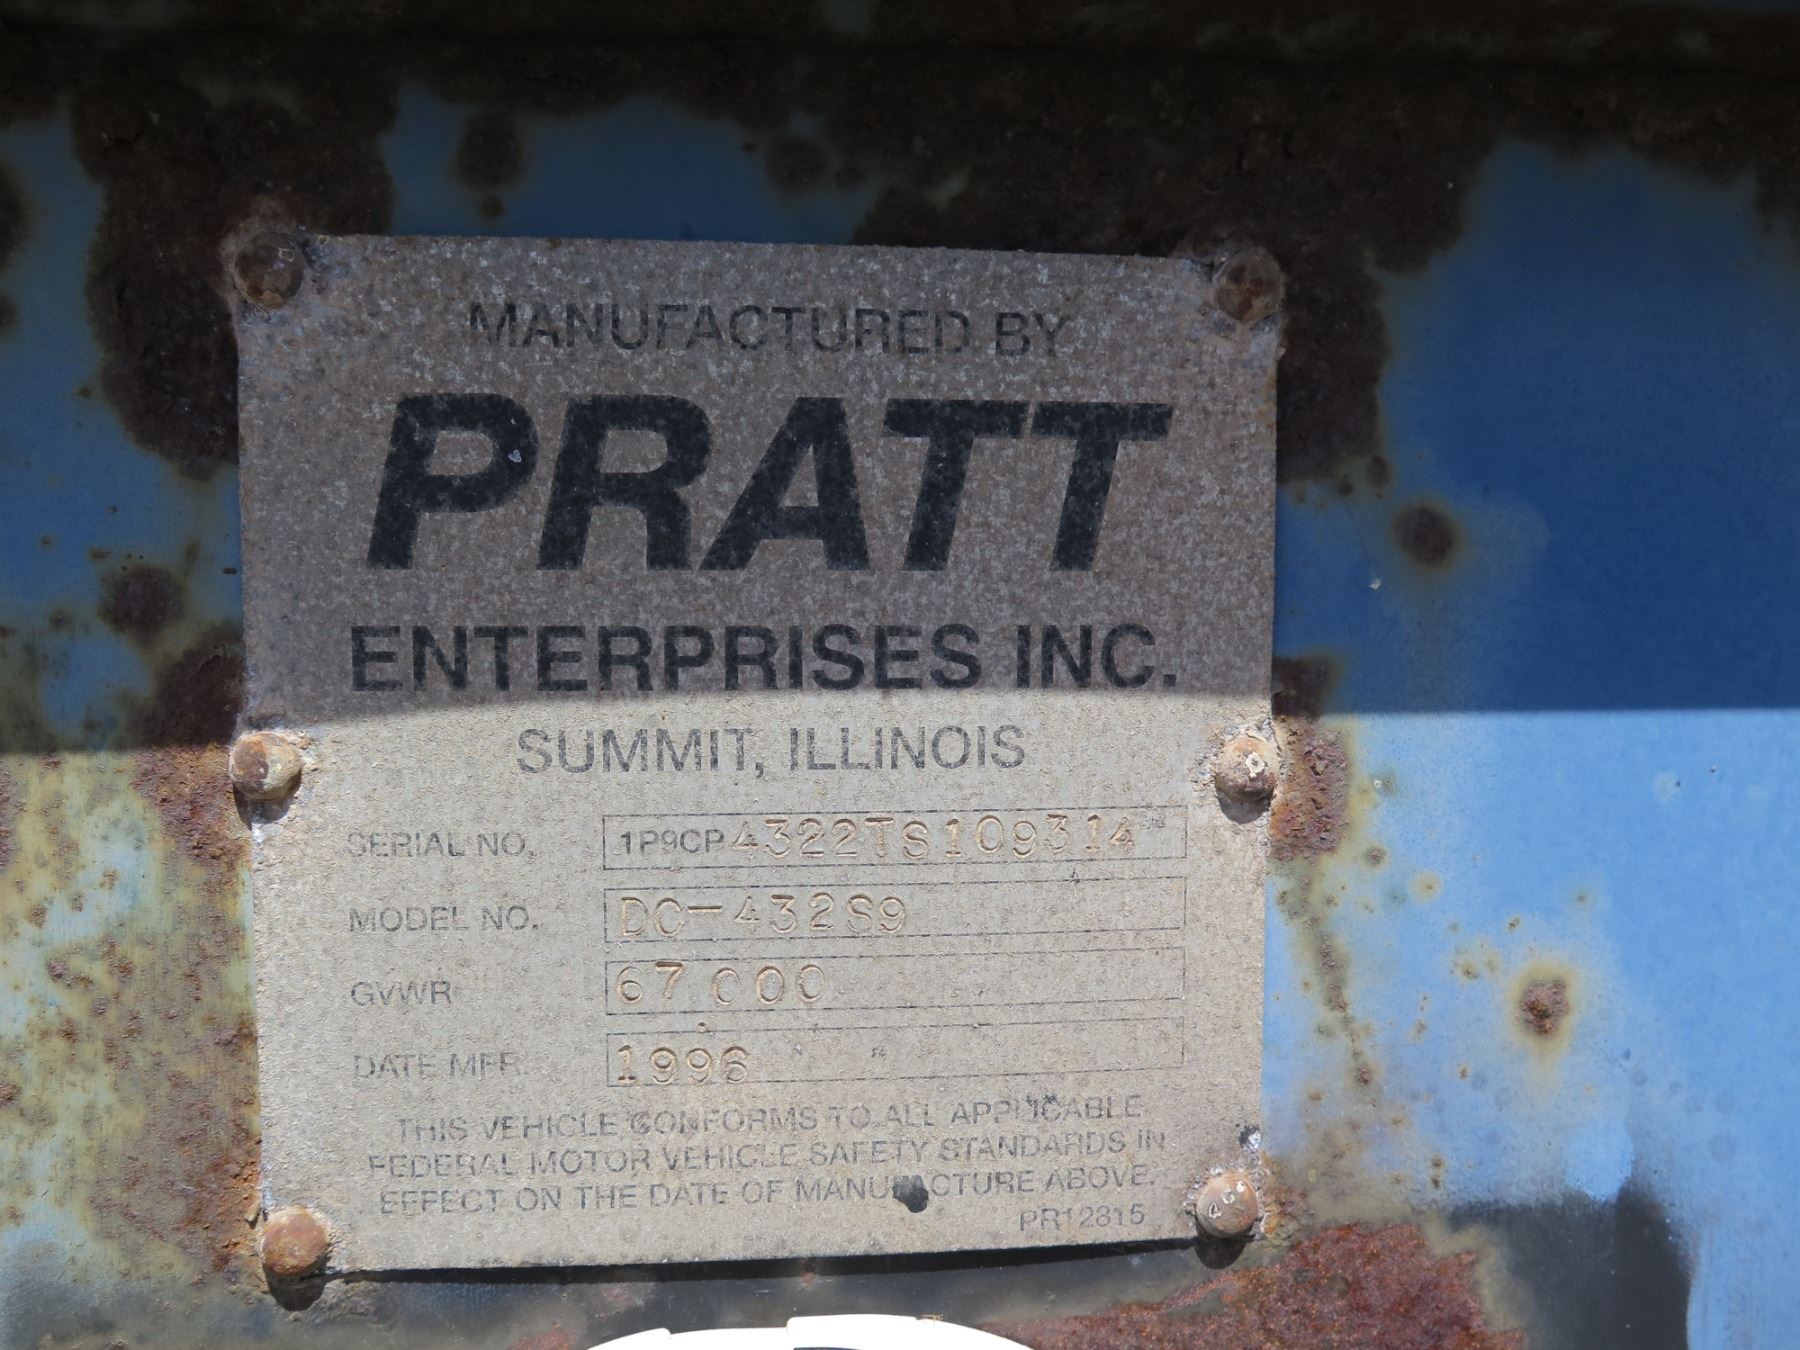 MANUFACTURED BY
PRATT
ENTERPRISES INC.
SUMMIT, ILLINOIS
SERIAL NO. 1P9CP4322TS109314
MODEL NO. DC-432S9
GVWR 67 000
DATE MFR. 1996
THIS VEHICLE CONFORMS TO ALL APPLICABLE
FEDERAL MOTOR VEHICLE SAFETY STANDARDS IN
EFFECT ON THE DATE OF MANUFACTURE ABOVE.
PR12815